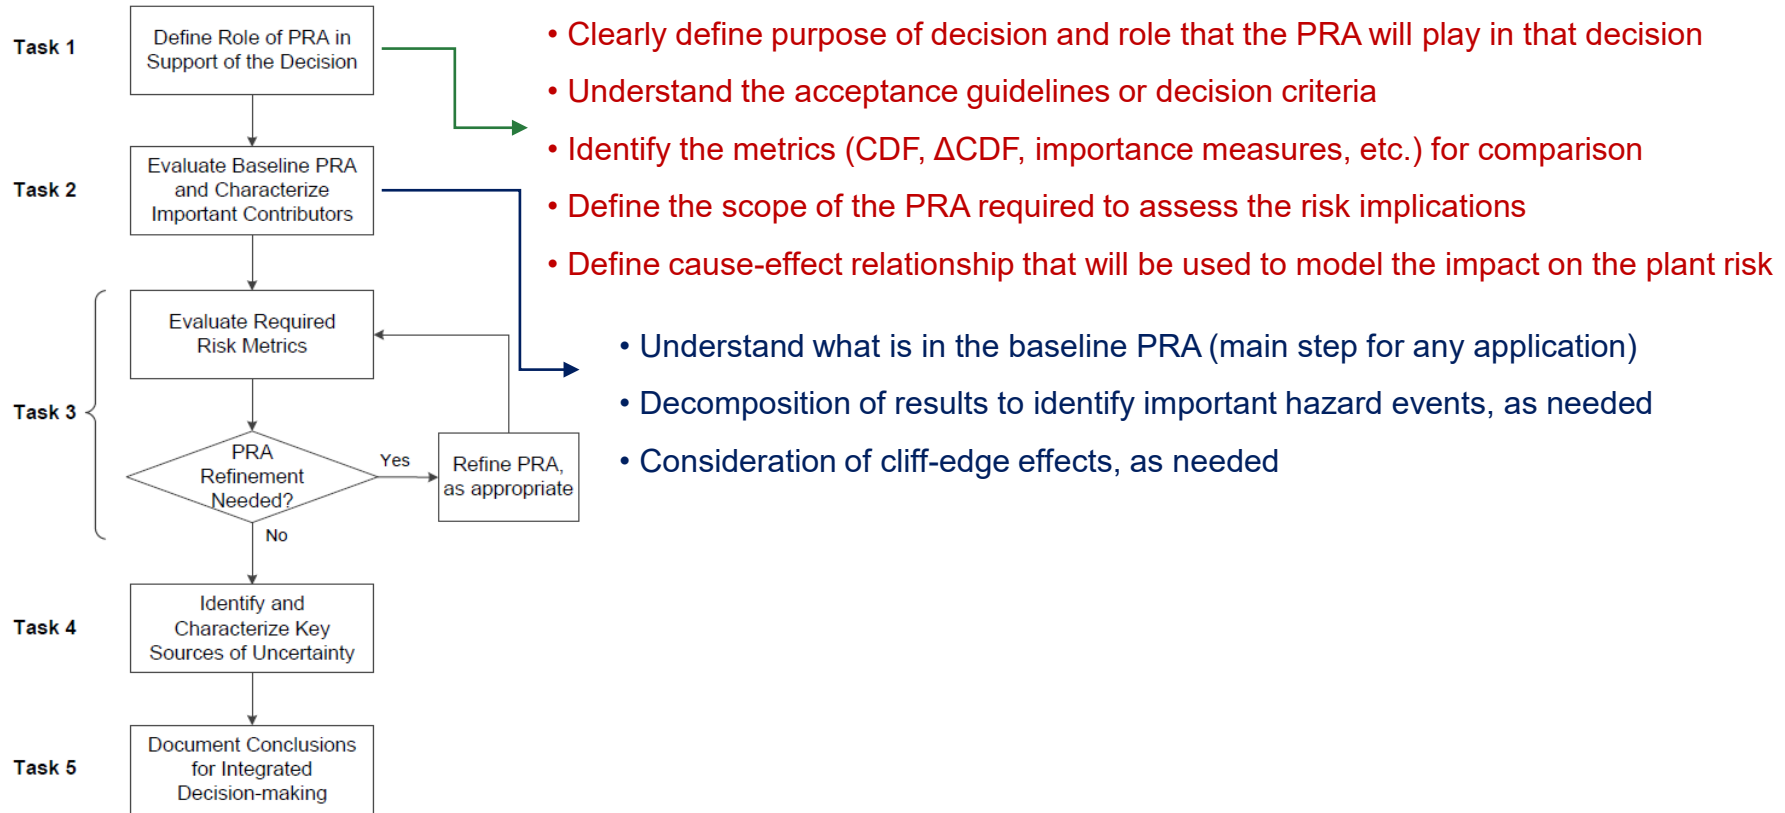 Task 1
Define Role of PRA in
Support of the Decision
• Clearly define purpose of decision and role that the PRA will play in that decision
• Understand the acceptance guidelines or decision criteria
• Identify the metrics (CDF, ΔCDF, importance measures, etc.) for comparison
• Define the scope of the PRA required to assess the risk implications
• Define cause-effect relationship that will be used to model the impact on the plant risk
Task 2
Evaluate Baseline PRA
and Characterize
Important Contributors
• Understand what is in the baseline PRA (main step for any application)
• Decomposition of results to identify important hazard events, as needed
• Consideration of cliff-edge effects, as needed
Task 3
Evaluate Required
Risk Metrics
PRA
Refinement
Needed?
Yes
Refine PRA,
as appropriate
No
Task 4
Identify and
Characterize Key
Sources of Uncertainty
Task 5
Document Conclusions
for Integrated
Decision-making